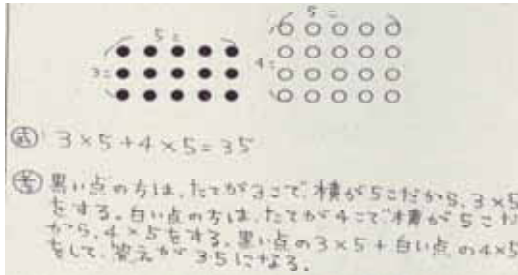 5こ
5こ
3こ
4こ
式 3×5+4×5=35
考 黒い点の方は、たてが3こで、横が5こだから、3×5
をする。白い点の方は、たてが4こで横が5こだ
から、4×5をする。黒い点の3×5+白い点の4×5
をして、答えが35になる。